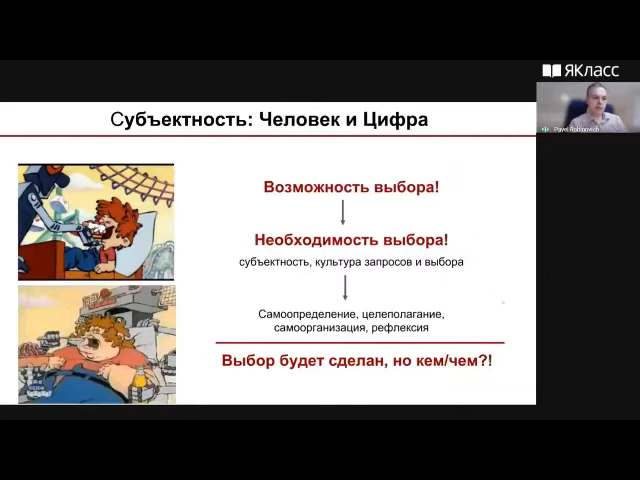 ЯКласс
Pavel Rabinovich
Субъектность: Человек и Цифра
Возможность выбора!
Необходимость выбора!
субъектность, культура запросов и выбора
Самоопределение, целеполагание,
самоорганизация, рефлексия
Выбор будет сделан, но кем/чем?!